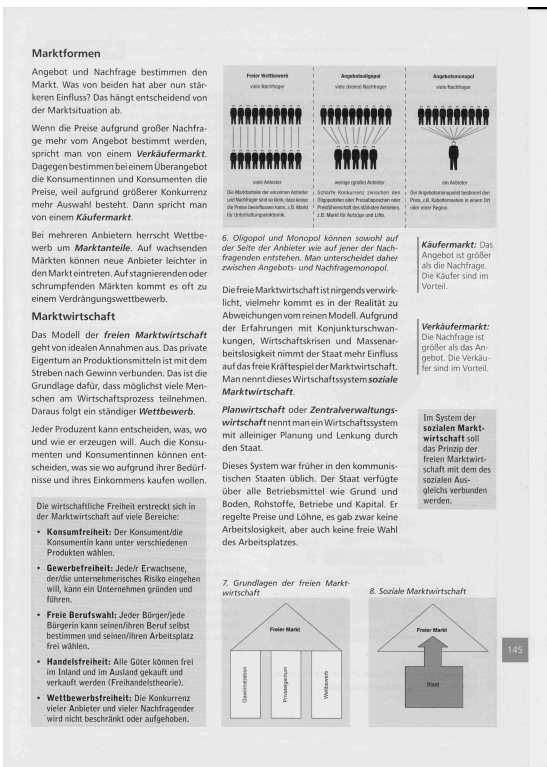 Marktformen
Angebot und Nachfrage bestimmen den
Markt. Was von beiden hat aber nun stär-
keren Einfluss? Das hängt entscheidend von
der Marktsituation ab.
Wenn die Preise aufgrund großer Nachfra-
ge mehr vom Angebot bestimmt werden,
spricht man von einem Verkäufermarkt.
Dagegen bestimmen bei einem Überangebot
die Konsumentinnen und Konsumenten die
Preise, weil aufgrund größerer Konkurrenz
mehr Auswahl besteht. Dann spricht man
von einem Käufermarkt.
Bei mehreren Anbietern herrscht Wettbe-
werb um Marktanteile. Auf wachsenden
Märkten können neue Anbieter leichter in
den Markt eintreten. Auf stagnierenden oder
schrumpfenden Märkten kommt es oft zu
einem Verdrängungswettbewerb.
Marktwirtschaft
Das Modell der freien Marktwirtschaft
geht von idealen Annahmen aus. Das private
Eigentum an Produktionsmitteln ist mit dem
Streben nach Gewinn verbunden. Das ist die
Grundlage dafür, dass möglichst viele Men-
schen am Wirtschaftsprozess teilnehmen.
Daraus folgt ein ständiger Wettbewerb.
Jeder Produzent kann entscheiden, was, wo
und wie er erzeugen will. Auch die Konsu-
menten und Konsumentinnen können ent-
scheiden, was sie wo aufgrund ihrer Bedürf-
nisse und ihres Einkommens kaufen wollen.
Die wirtschaftliche Freiheit erstreckt sich in
der Marktwirtschaft auf viele Bereiche:
• Konsumfreiheit: Der Konsument/die
Konsumentin kann unter verschiedenen
Produkten wählen.
• Gewerbefreiheit: Jede/r Erwachsene,
der/die unternehmerisches Risiko eingehen
will, kann ein Unternehmen gründen und
führen.
• Freie Berufswahl: Jeder Bürger/jede
Bürgerin kann seinen/ihren Beruf selbst
bestimmen und seinen/ihren Arbeitsplatz
frei wählen.
• Handelsfreiheit: Alle Güter können frei
im Inland und im Ausland gekauft und
verkauft werden (Freihandelstheorie).
• Wettbewerbsfreiheit: Die Konkurrenz
vieler Anbieter und vieler Nachfragender
wird nicht beschränkt oder aufgehoben.
Freier Wettbewerb
viele Nachfrager
viele Anbieter
Die Marktanteile der einzelnen Anbieter
und Nachfrager sind so klein, dass keiner
die Preise beeinflussen kann, z.B. Markt
für Unterhaltungselektronik.
Angebotsoligopol
viele (kleine) Nachfrager
wenige (große) Anbieter
Scharfe Konkurrenz zwischen den
Oligopolisten oder Preisabsprachen oder
Preisführerschaft des stärksten Anbieters,
z.B. Markt für Aufzüge und Lifte.
Angebotsmonopol
viele Nachfrager
ein Anbieter
Der Angebotsmonopolist bestimmt den
Preis, z.B. Kabelfernsehen in einem Ort
oder einer Region.
6. Oligopol und Monopol können sowohl auf
der Seite der Anbieter wie auf jener der Nach-
fragenden entstehen. Man unterscheidet daher
zwischen Angebots- und Nachfragemonopol.
Die freie Marktwirtschaft ist nirgends verwirk-
licht, vielmehr kommt es in der Realität zu
Abweichungen vom reinen Modell. Aufgrund
der Erfahrungen mit Konjunkturschwan-
kungen, Wirtschaftskrisen und Massenar-
beitslosigkeit nimmt der Staat mehr Einfluss
auf das freie Kräftespiel der Marktwirtschaft.
Man nennt dieses Wirtschaftssystem soziale
Marktwirtschaft.
Planwirtschaft oder Zentralverwaltungs-
wirtschaft nennt man ein Wirtschaftssystem
mit alleiniger Planung und Lenkung durch
den Staat.
Dieses System war früher in den kommunis-
tischen Staaten üblich. Der Staat verfügte
über alle Betriebsmittel wie Grund und
Boden, Rohstoffe, Betriebe und Kapital. Er
regelte Preise und Löhne, es gab zwar keine
Arbeitslosigkeit, aber auch keine freie Wahl
des Arbeitsplatzes.
Käufermarkt: Das
Angebot ist größer
als die Nachfrage.
Die Käufer sind im
Vorteil.
Verkäufermarkt:
Die Nachfrage ist
größer als das An-
gebot. Die Verkäu-
fer sind im Vorteil.
Im System der
sozialen Markt-
wirtschaft soll
das Prinzip der
freien Marktwirt-
schaft mit dem des
sozialen Aus-
gleichs verbunden
werden.
7. Grundlagen der freien Markt-
wirtschaft
Freier Markt
Gewinnstreben
Privateigentum
Wettbewerb
8. Soziale Marktwirtschaft
Freier Markt
Staat
145